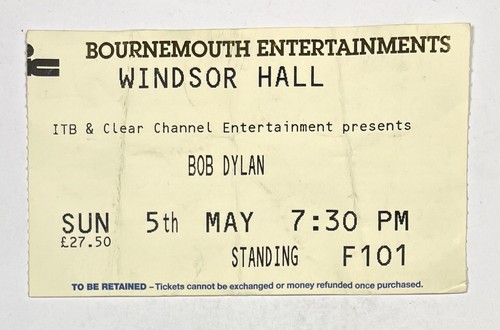 BOURNEMOUTH ENTERTAINMENTS
WINDSOR HALL
ITB & Clear Channel Entertainment presents
BOB DYLAN
SUN 5th MAY 7:30 PM
£27.50
STANDING F101
TO BE RETAINED – Tickets cannot be exchanged or money refunded once purchased.